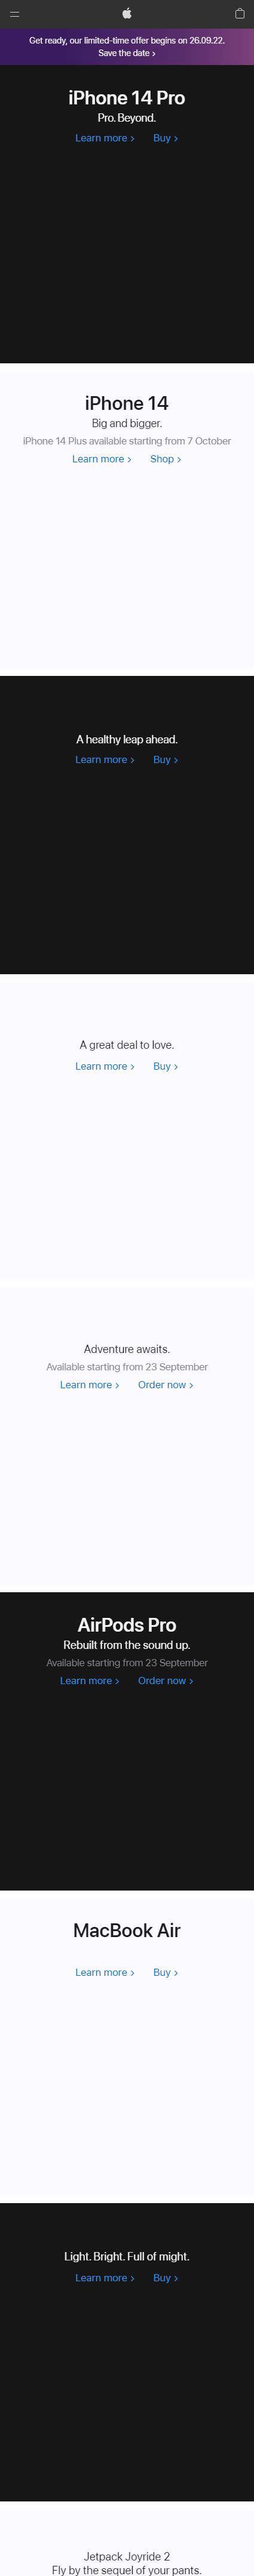 Get ready, our limited-time offer begins on 26.09.22.
Save the date >
iPhone 14 Pro
Pro. Beyond.
Learn more > Buy >
iPhone 14
Big and bigger.
iPhone 14 Plus available starting from 7 October
Learn more > Shop >
A healthy leap ahead.
Learn more > Buy >
A great deal to love.
Learn more > Buy >
Adventure awaits.
Available starting from 23 September
Learn more > Order now >
AirPods Pro
Rebuilt from the sound up.
Available starting from 23 September
Learn more > Order now >
MacBook Air
Learn more > Buy >
Light. Bright. Full of might.
Learn more > Buy >
Jetpack Joyride 2
Fly by the sequel of your pants.